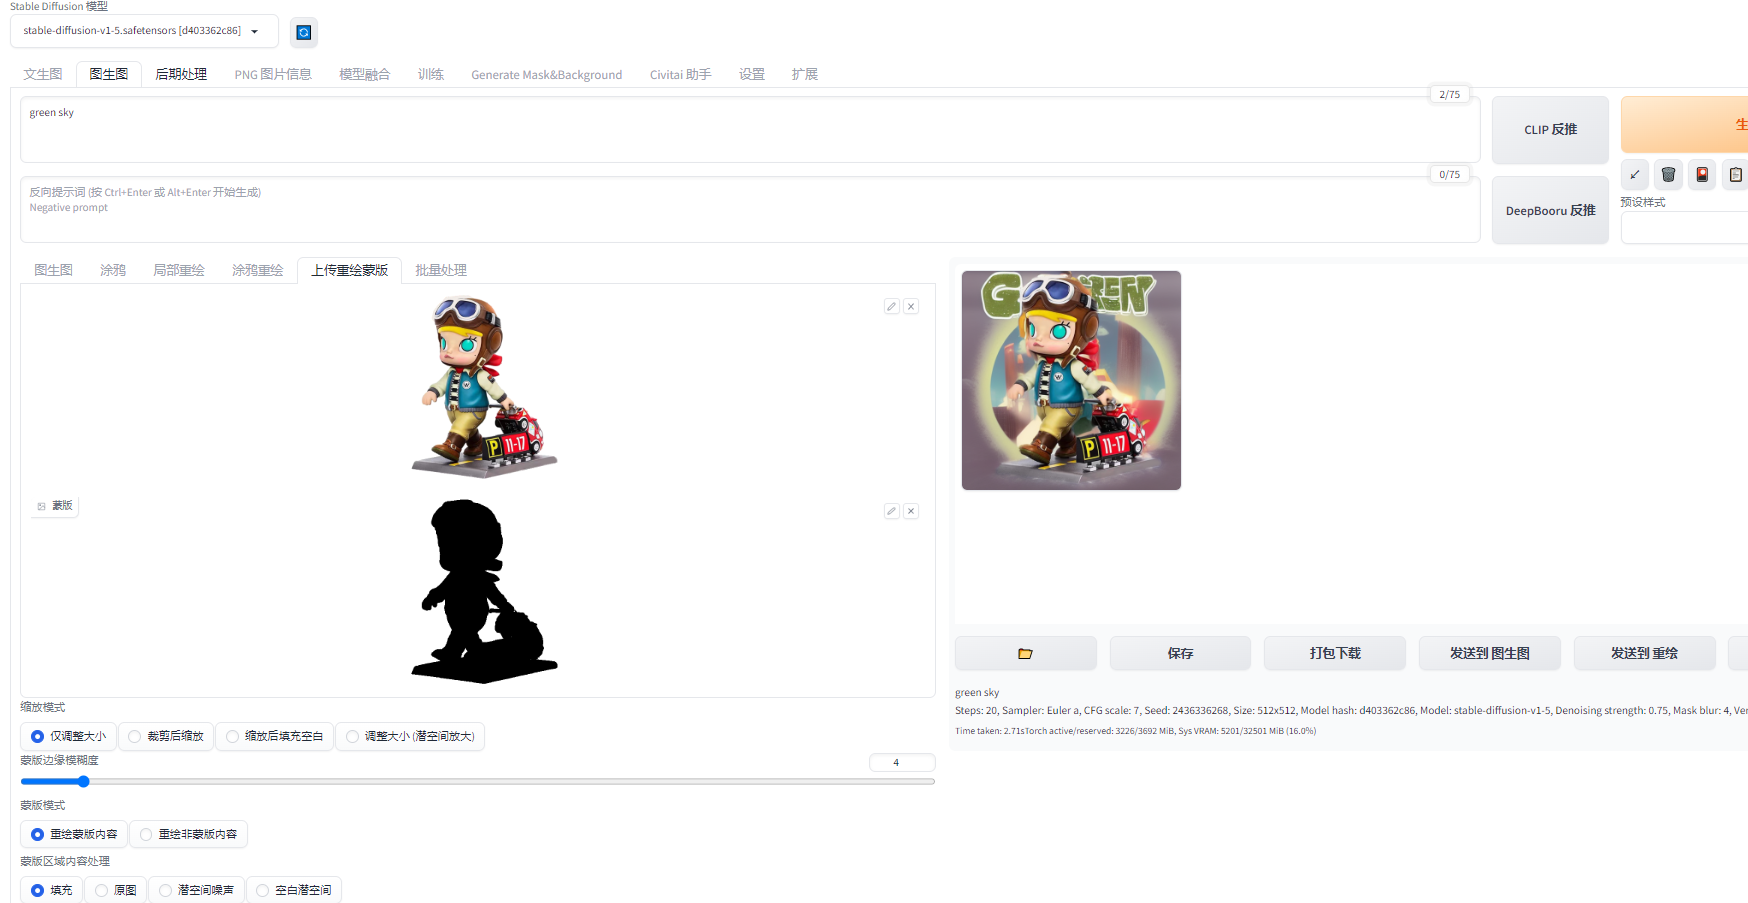 Stable Diffusion 模型
stable-diffusion-v1-5.safetensors [d403362c86]
文生图 图生图 后期处理 PNG 图片信息 模型融合 训练 Generate Mask&Background Civitai 助手 设置 扩展
2/75
green sky
CLIP 反推
生
0/75
反向提示词 (按 Ctrl+Enter 或 Alt+Enter 开始生成)
Negative prompt
DeepBooru 反推
预设样式
图生图 涂鸦 局部重绘 涂鸦重绘 上传重绘蒙版 批量处理
P 11-17
P 11-17
蒙版
保存 打包下载 发送到 图生图 发送到 重绘
green sky
Steps: 20, Sampler: Euler a, CFG scale: 7, Seed: 2436336268, Size: 512x512, Model hash: d403362c86, Model: stable-diffusion-v1-5, Denoising strength: 0.75, Mask blur: 4, Ver
Time taken: 2.71sTorch active/reserved: 3226/3692 MiB, Sys VRAM: 5201/32501 MiB (16.0%)
缩放模式
仅调整大小 裁剪后缩放 缩放后填充空白 调整大小 (潜空间放大)
蒙版边缘模糊度
4
蒙版模式
重绘蒙版内容 重绘非蒙版内容
蒙版区域内容处理
填充 原图 潜空间噪声 空白潜空间